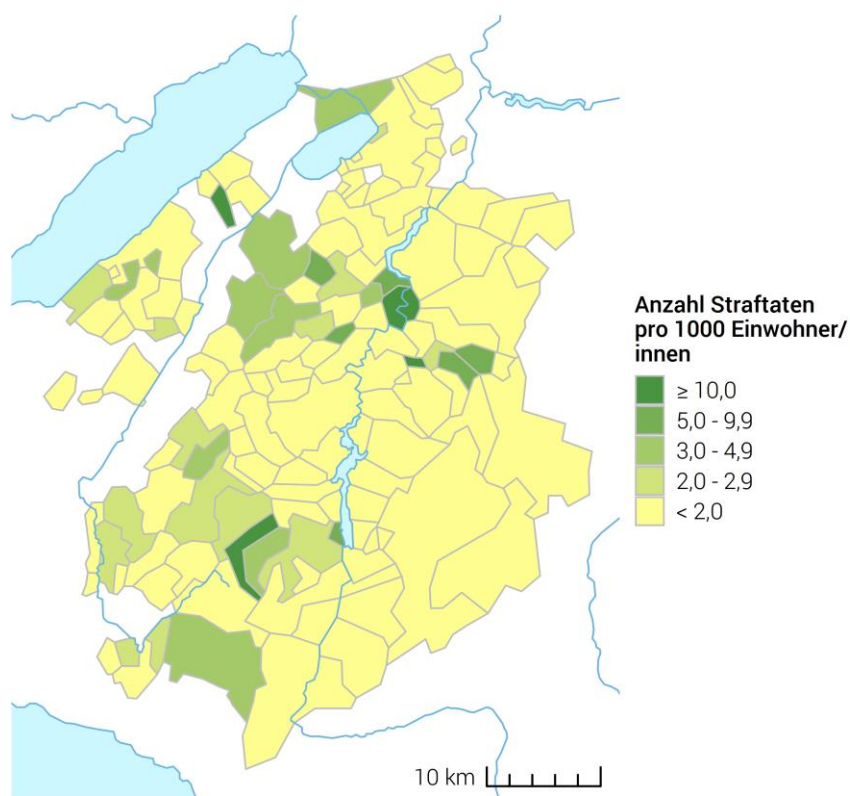 Anzahl Straftaten
pro 1000 Einwohner/
innen
≥ 10,0
5,0 - 9,9
3,0 - 4,9
2,0 - 2,9
< 2,0
10 km